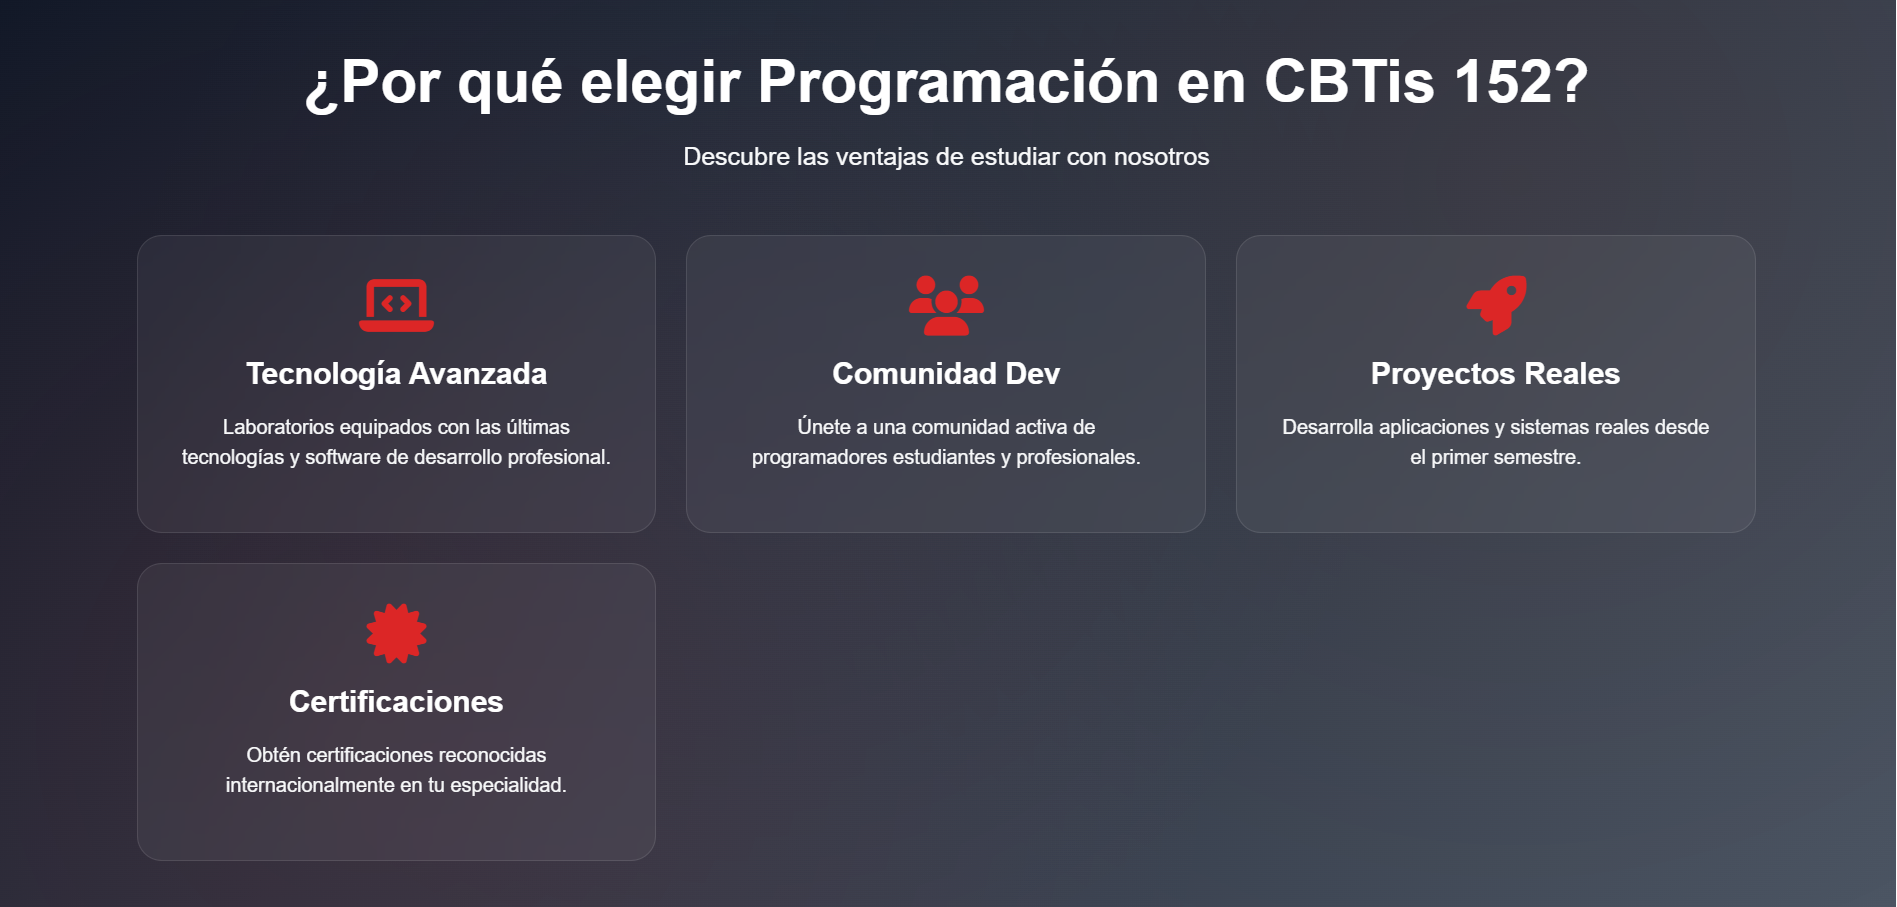 ¿Por qué elegir Programación en CBTis 152?
Descubre las ventajas de estudiar con nosotros
Tecnología Avanzada
Laboratorios equipados con las últimas
tecnologías y software de desarrollo profesional.
Comunidad Dev
Únete a una comunidad activa de
programadores estudiantes y profesionales.
Proyectos Reales
Desarrolla aplicaciones y sistemas reales desde
el primer semestre.
Certificaciones
Obtén certificaciones reconocidas
internacionalmente en tu especialidad.